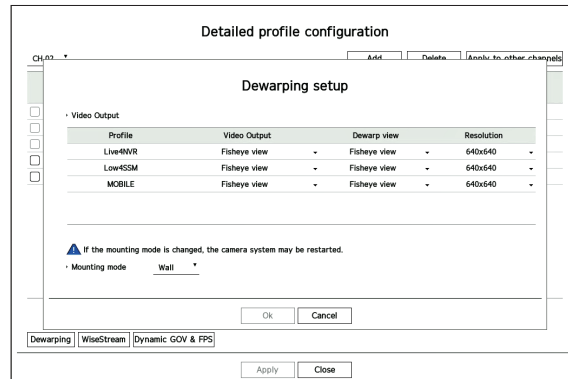 Detailed profile configuration
CH 02 Add Delete Apply to other channels
Dewarping setup
Video Output
Profile Video Output Dewarp view Resolution
Live4NVR Fisheye view Fisheye view 640x640
Low4SSM Fisheye view Fisheye view 640x640
MOBILE Fisheye view Fisheye view 640x640
If the mounting mode is changed, the camera system may be restarted.
Mounting mode Wall
Ok Cancel
Dewarping WiseStream Dynamic GOV & FPS
Apply Close